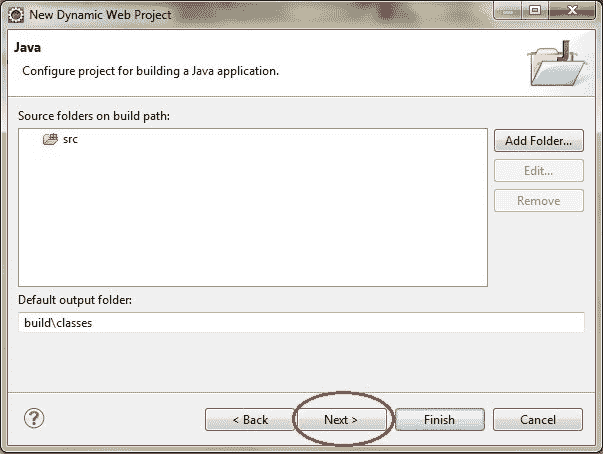 New Dynamic Web Project
Java
Configure project for building a Java application.
Source folders on build path:
src
Add Folder...
Edit...
Remove
Default output folder:
build\classes
?
< Back
Next >
Finish
Cancel